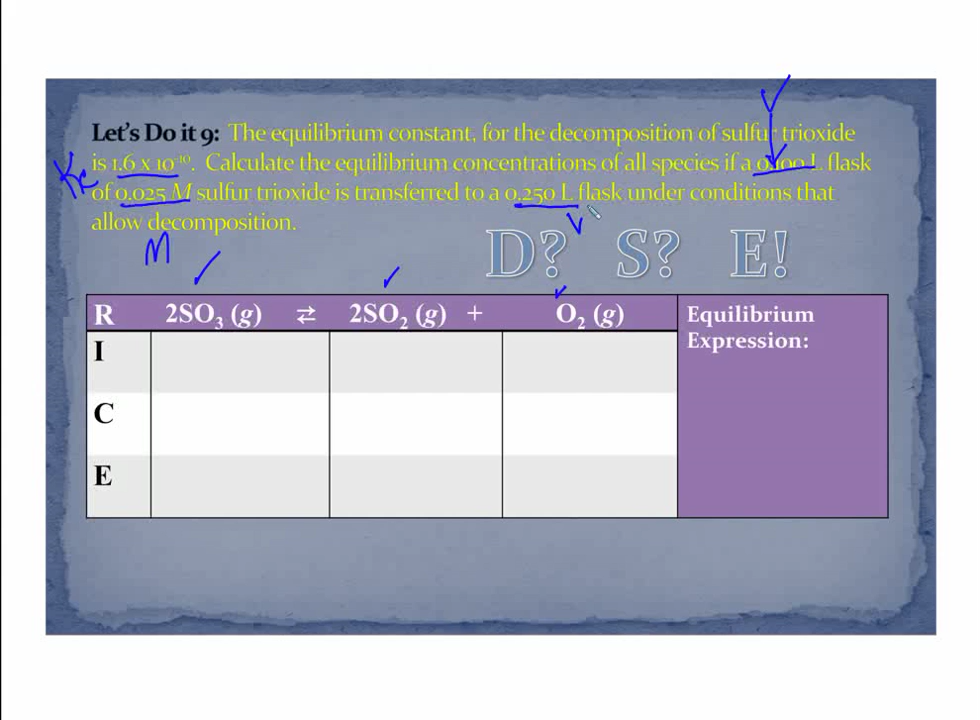 Let's Do it 9: The equilibrium constant, for the decomposition of sulfur trioxide
is 1.6 x 10⁻¹⁰. Calculate the equilibrium concentrations of all species if a L flask
of 0.025 M sulfur trioxide is transferred to a 0.250 L flask under conditions that
allow decomposition.
Kc
V
M
V
D? S? E!
R 2SO₃ (g) ⇄ 2SO₂ (g) + O₂ (g) Equilibrium
Expression:
I
C
E